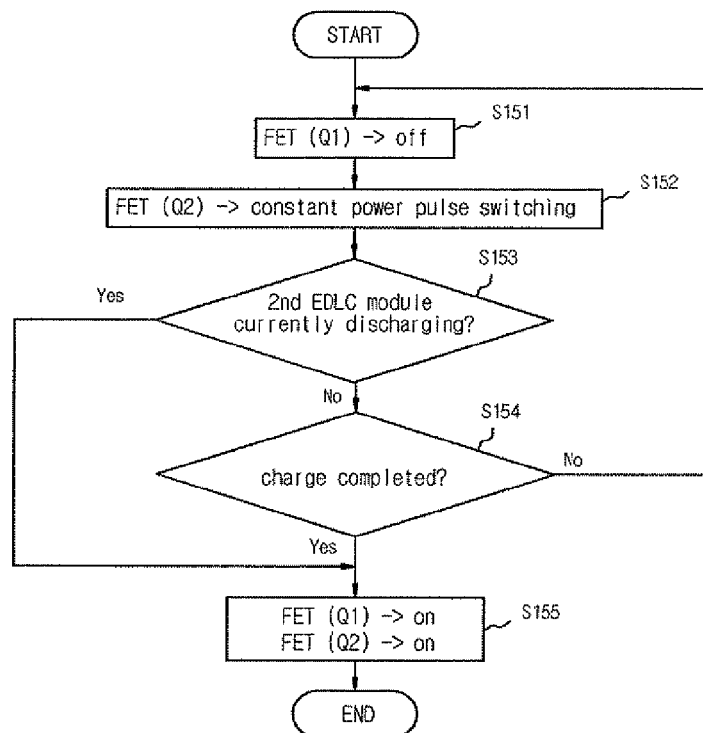 START
S151
FET (Q1) -> off
S152
FET (Q2) -> constant power pulse switching
S153
Yes
2nd EDLC module
currently discharging?
No
S154
charge completed?
No
Yes
FET (Q1) -> on
FET (Q2) -> on
S155
END